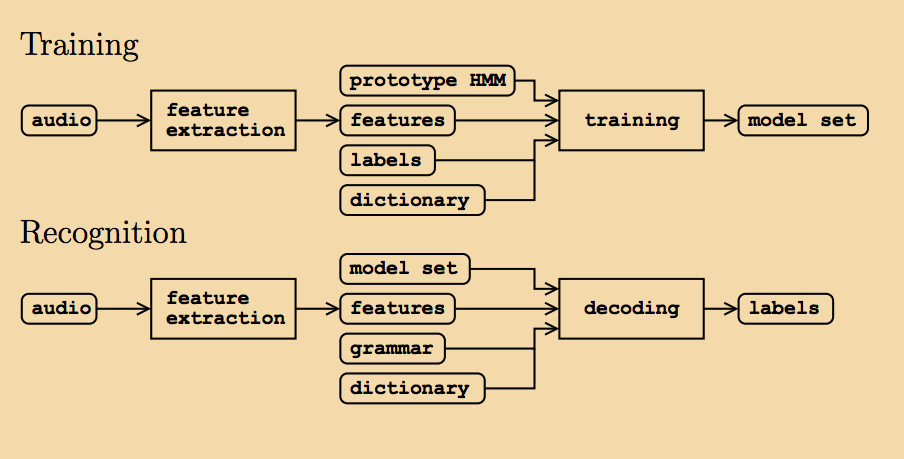 Training
prototype HMM
audio
feature
extraction
features
training
model set
labels
dictionary
Recognition
model set
audio
feature
extraction
features
decoding
labels
grammar
dictionary